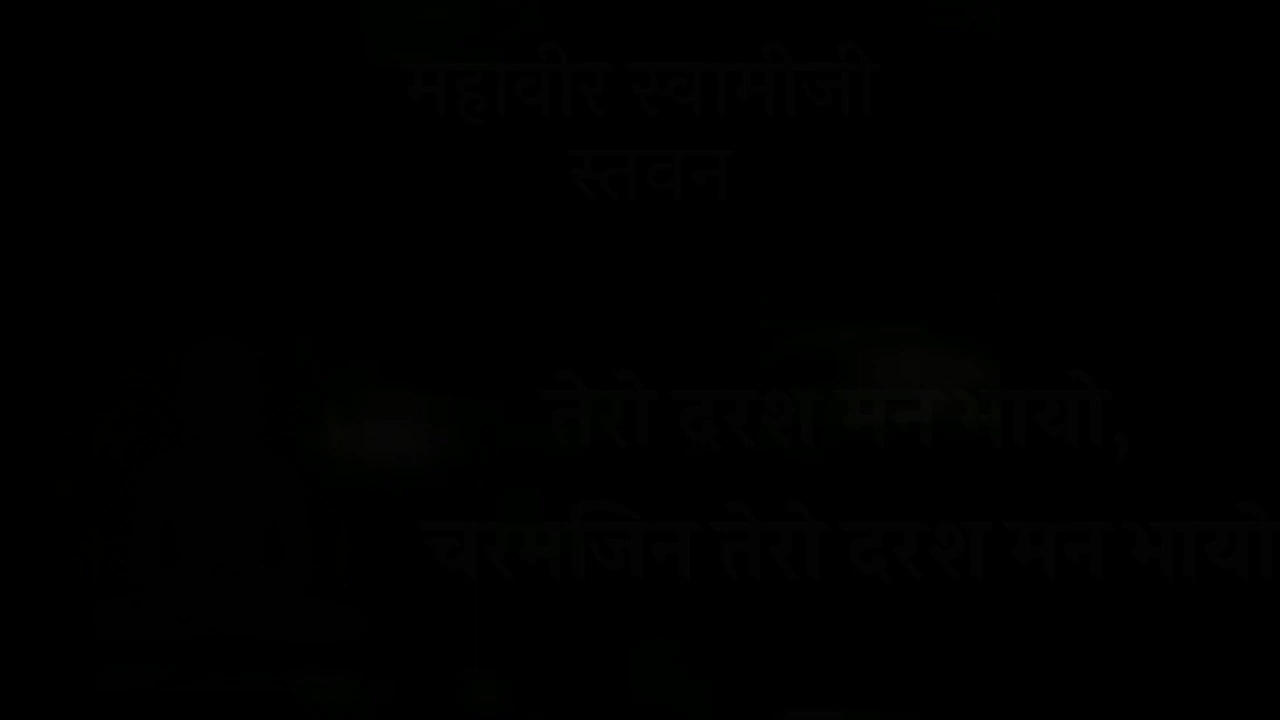 महावीर स्वामीजी
स्तवन
तेरो दरश मन भायो,
चरमजिन तेरो दरश मन भायो